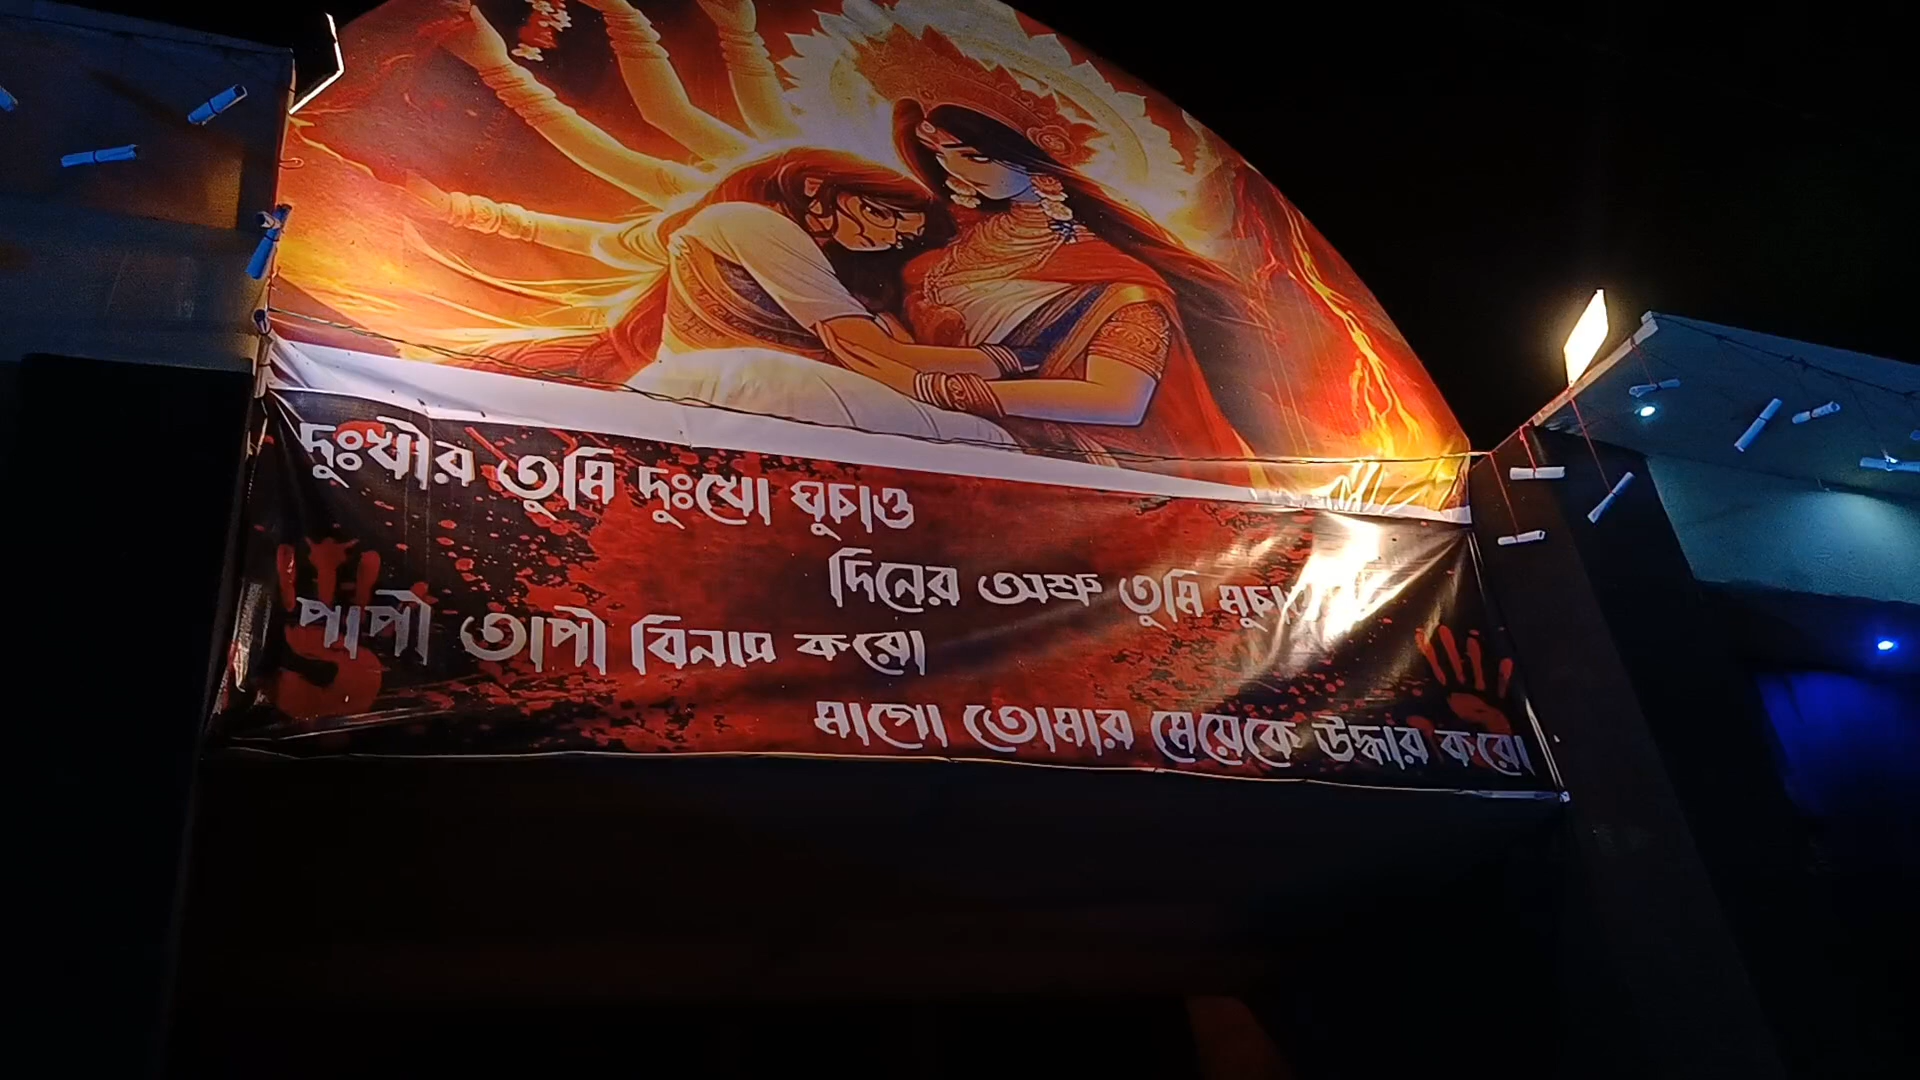 দুঃখীর তুমি দুঃখো ঘুচাও
দিনের অশ্রু তুমি মুচাও
পাপী তাপী বিনাস করো
মাগো তোমার মেয়েকে উদ্ধার করো